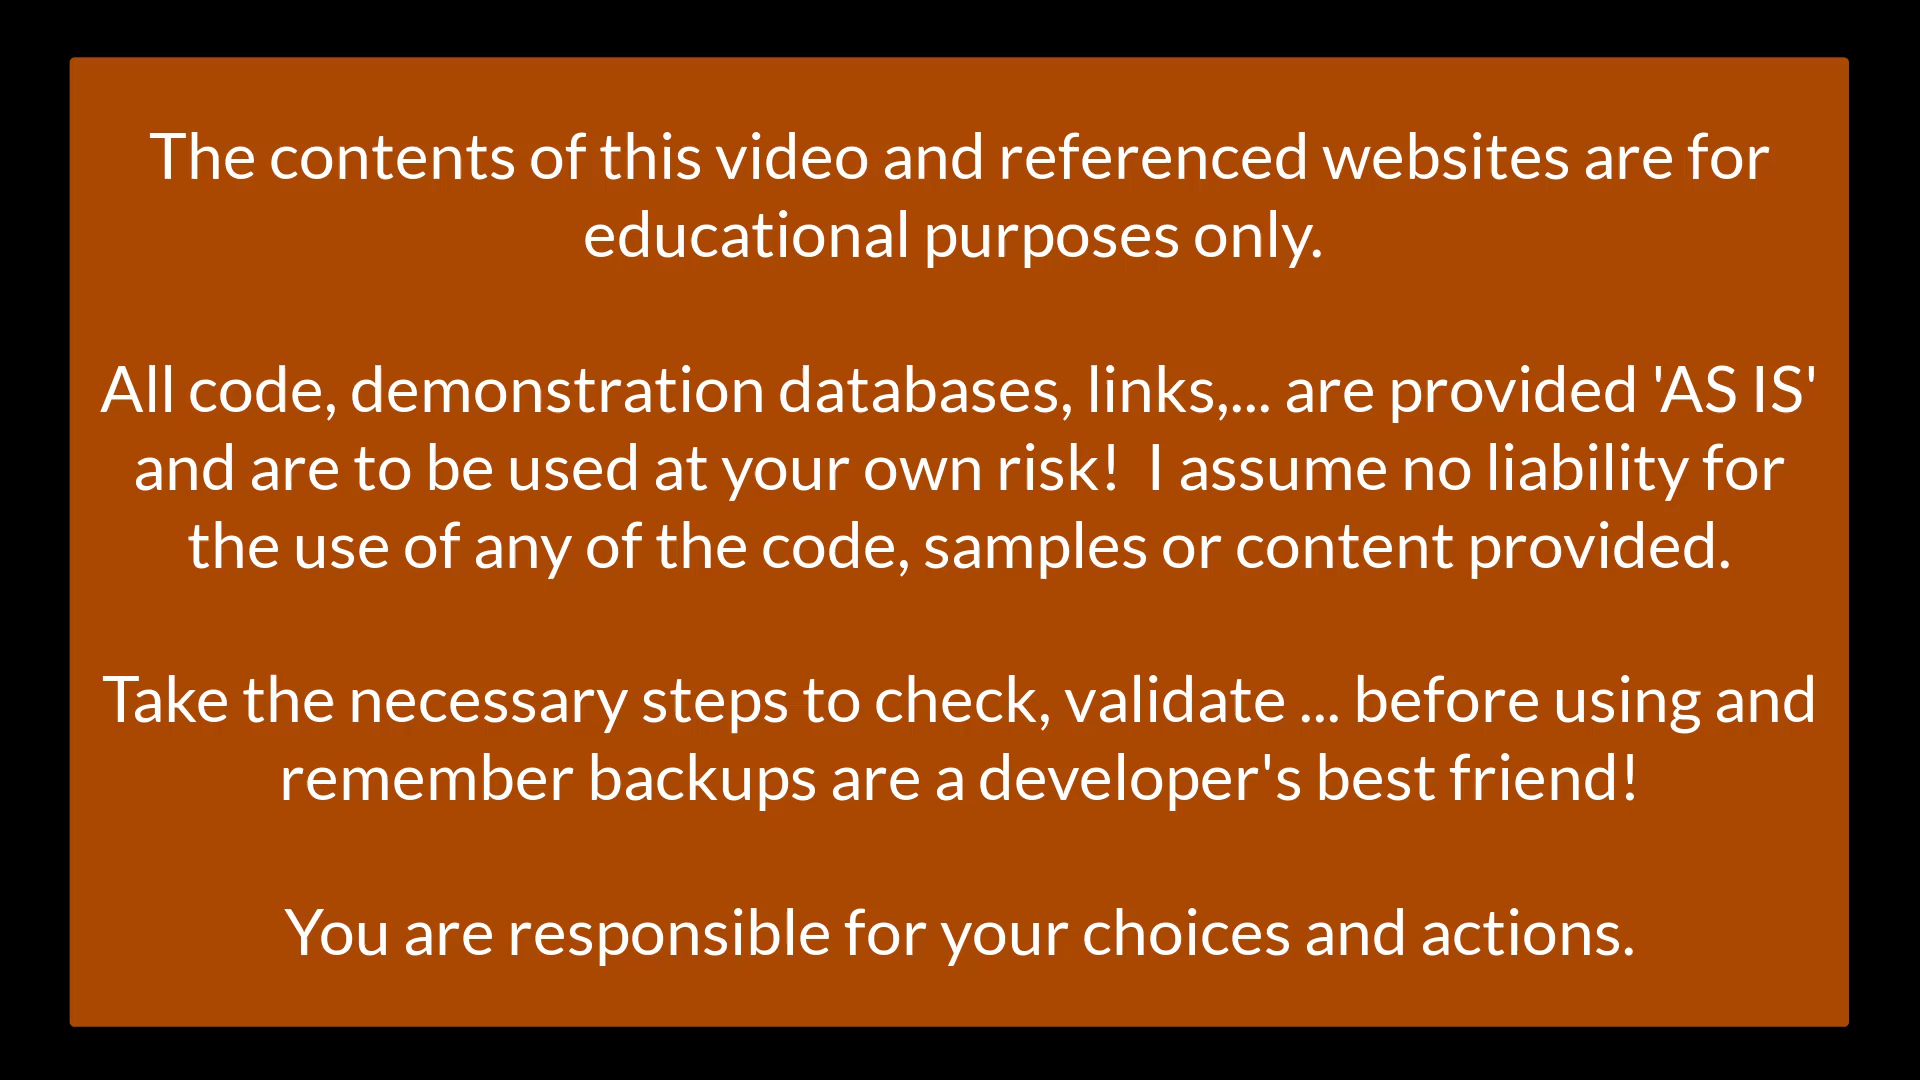 The contents of this video and referenced websites are for
educational purposes only.
All code, demonstration databases, links,... are provided 'AS IS'
and are to be used at your own risk!  I assume no liability for
the use of any of the code, samples or content provided.
Take the necessary steps to check, validate ... before using and
remember backups are a developer's best friend!
You are responsible for your choices and actions.